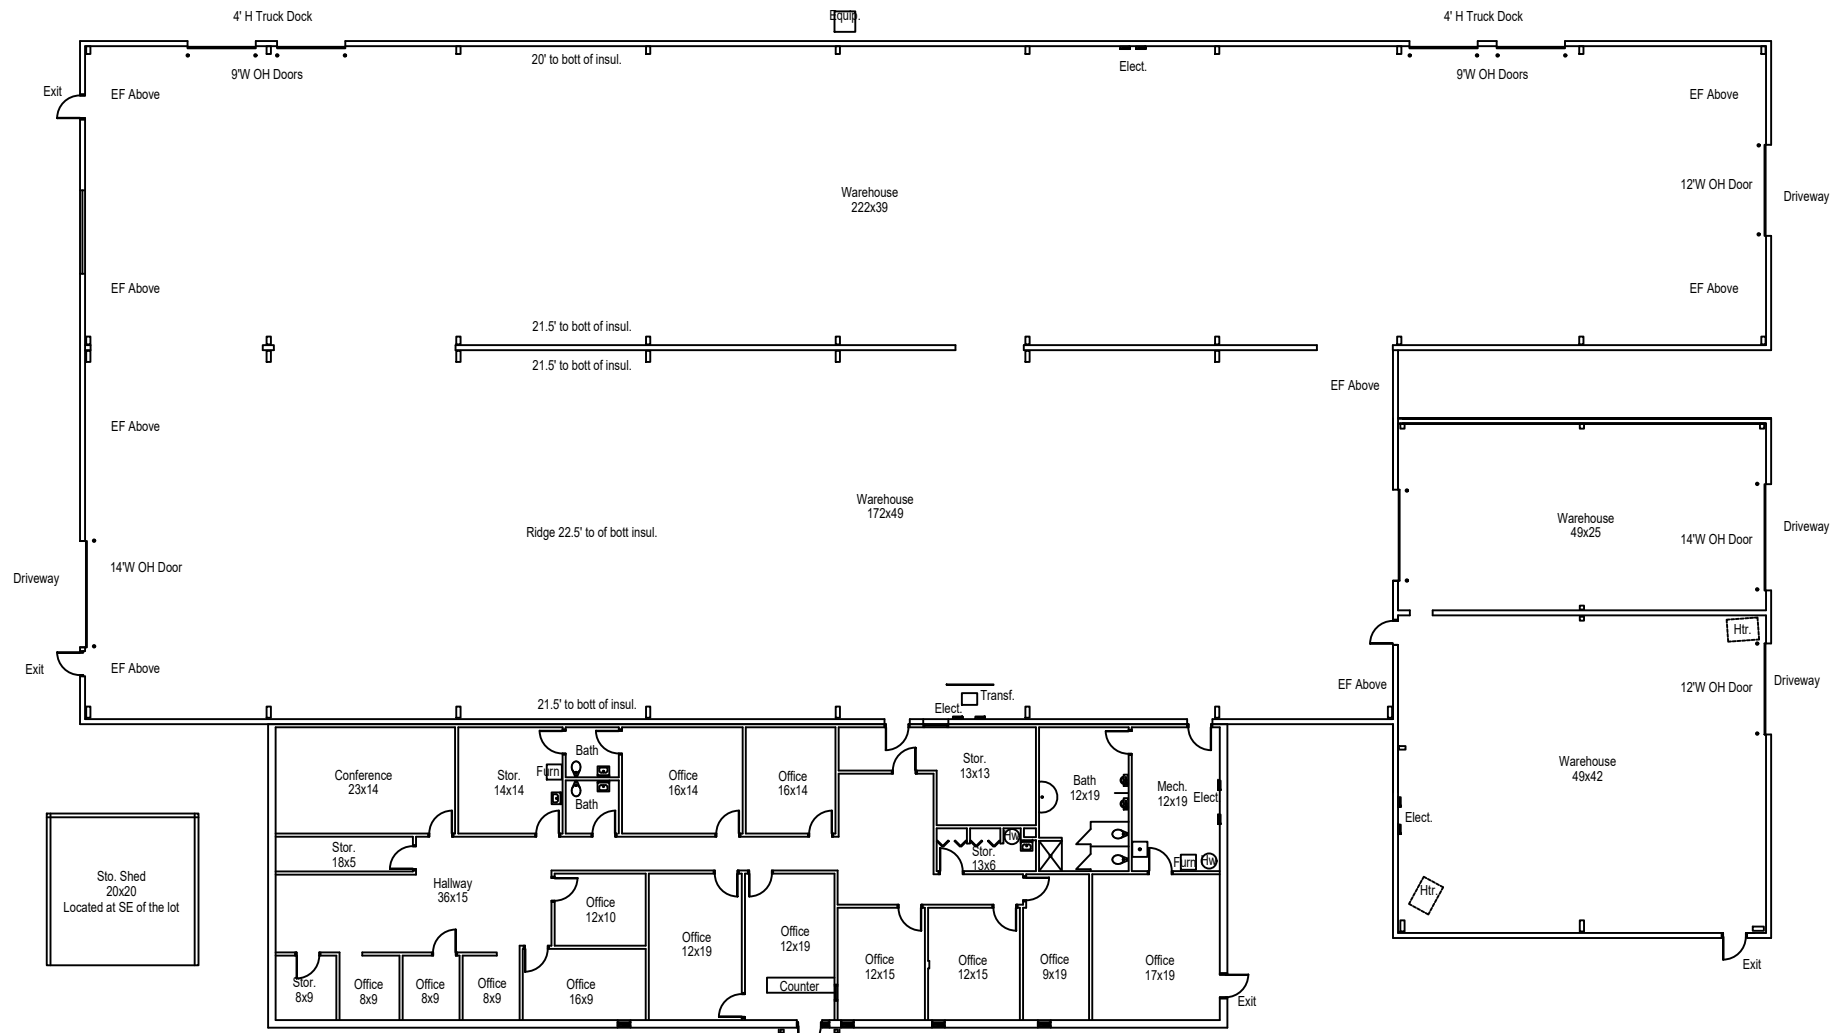 4' H Truck Dock
Equip.
4' H Truck Dock
9'W OH Doors
20' to bott of insul.
Elect.
9'W OH Doors
Exit
EF Above
EF Above
Warehouse
222x39
12'W OH Door
Driveway
EF Above
EF Above
21.5' to bott of insul.
21.5' to bott of insul.
EF Above
EF Above
Warehouse
172x49
Ridge 22.5' to of bott insul.
Warehouse
49x25
14'W OH Door
Driveway
14'W OH Door
Driveway
Htr.
Exit
EF Above
EF Above
12'W OH Door
Driveway
21.5' to bott of insul.
Transf.
Elect.
Conference
23x14
Stor.
14x14
Furn
Bath
Bath
Office
16x14
Office
16x14
Stor.
13x13
Bath
12x19
Mech.
12x19
Elect
Warehouse
49x42
Elect.
Hw
Stor.
13x6
Furn
Hw
Stor.
18x5
Hallway
36x15
Sto. Shed
20x20
Located at SE of the lot
Office
12x10
Office
12x19
Office
12x19
Htr.
Office
12x15
Office
12x15
Office
9x19
Office
17x19
Exit
Stor.
8x9
Office
8x9
Office
8x9
Office
8x9
Office
16x9
Counter
Exit